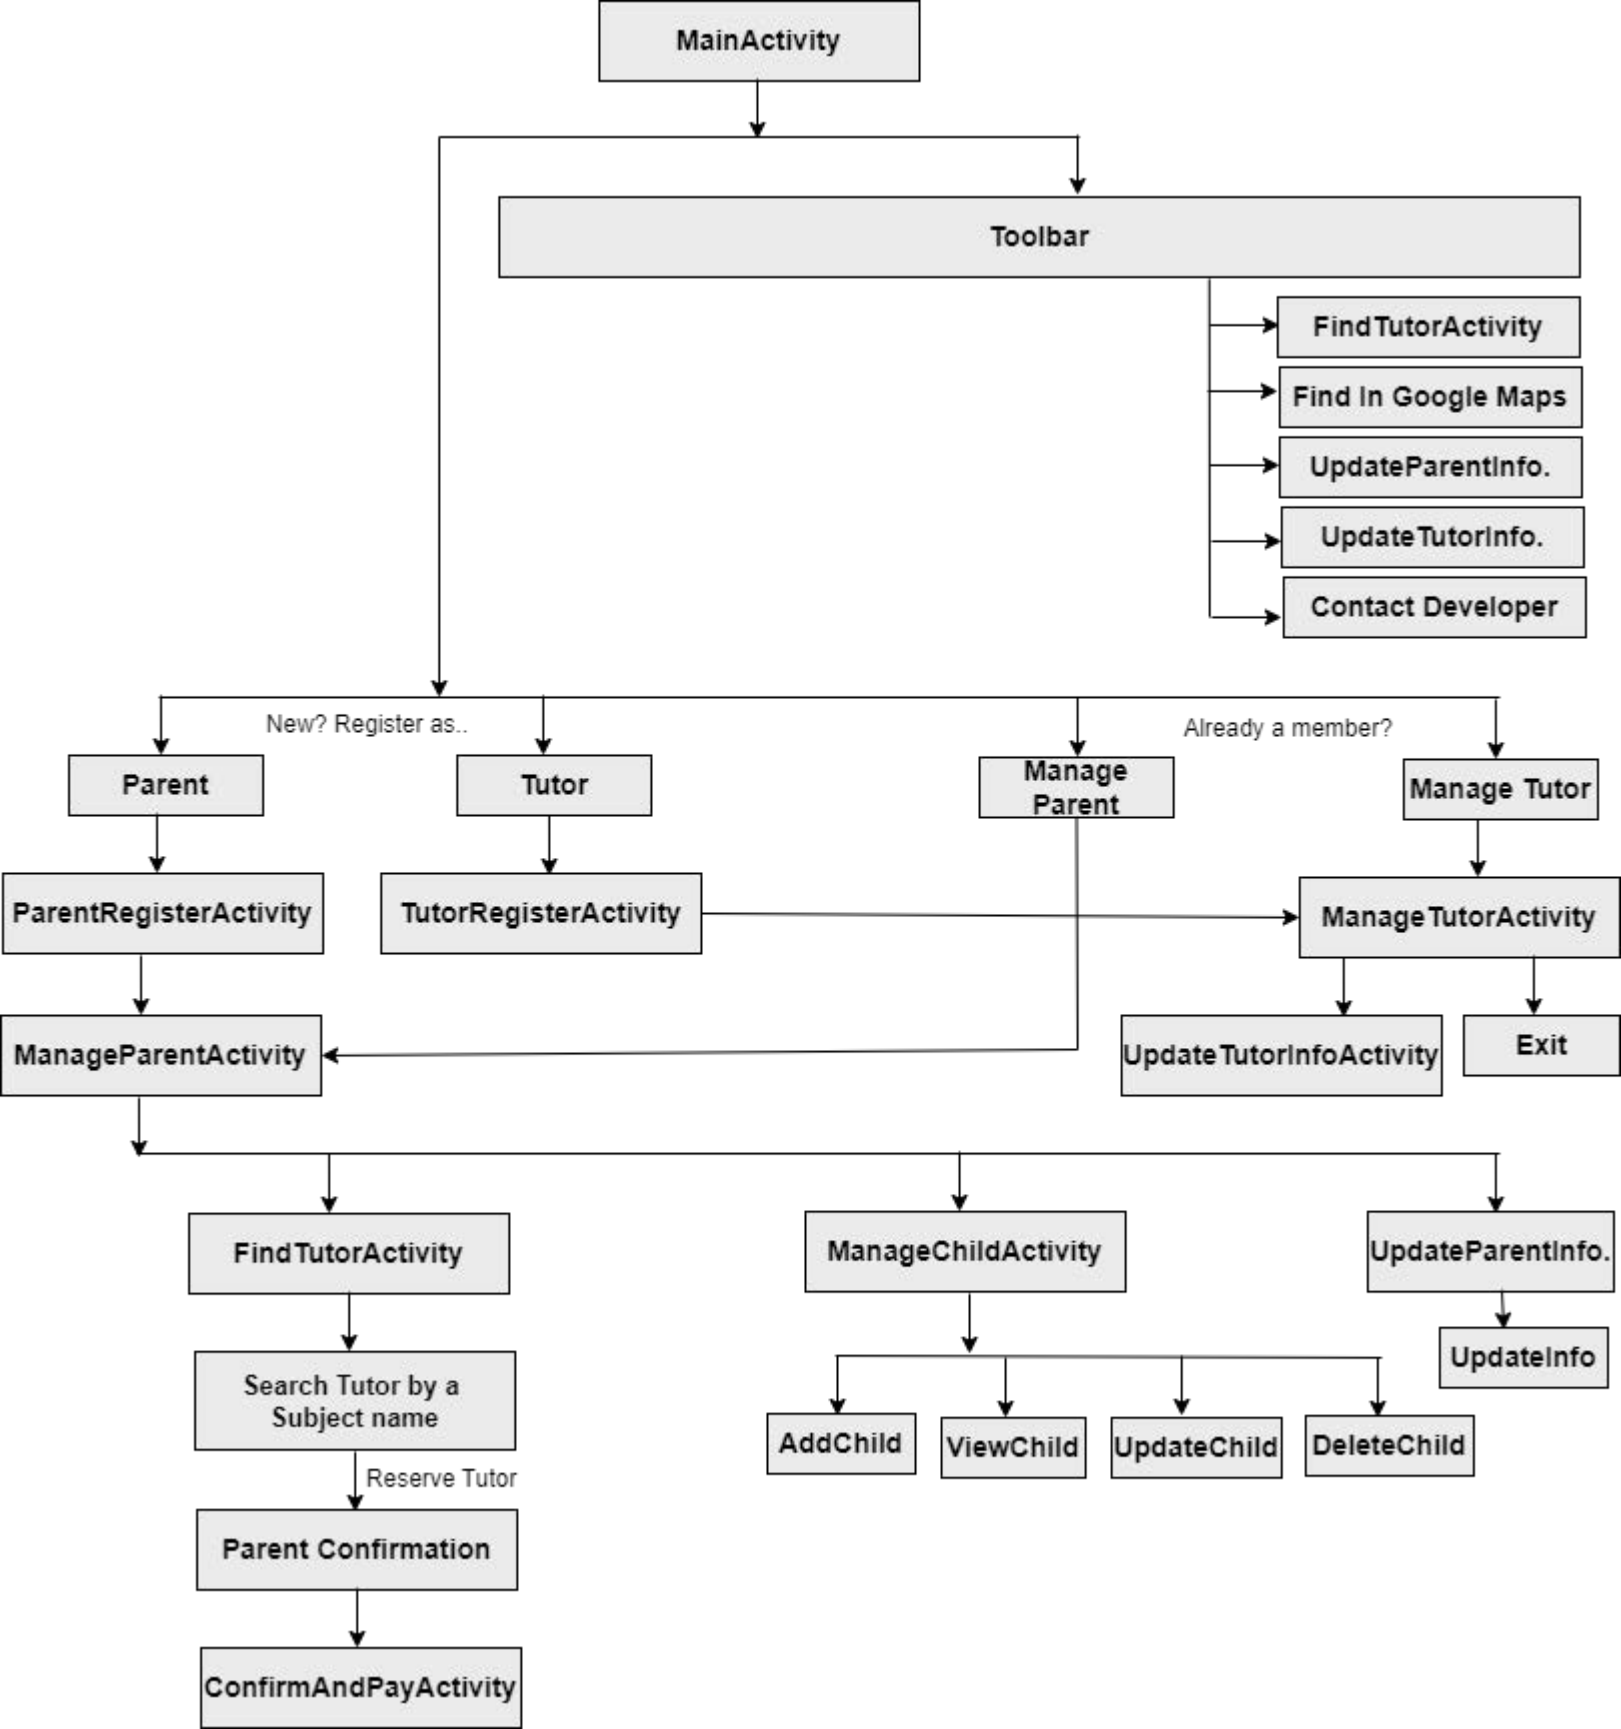 MainActivity
Toolbar
FindTutorActivity
Find In Google Maps
UpdateParentInfo.
UpdateTutorInfo.
Contact Developer
New? Register as..
Already a member?
Parent
Tutor
Manage
Parent
Manage Tutor
ParentRegisterActivity
TutorRegisterActivity
ManageTutorActivity
ManageParentActivity
UpdateTutorInfoActivity
Exit
FindTutorActivity
ManageChildActivity
UpdateParentInfo.
UpdateInfo
Search Tutor by a
Subject name
AddChild
ViewChild
UpdateChild
DeleteChild
Reserve Tutor
Parent Confirmation
ConfirmAndPayActivity